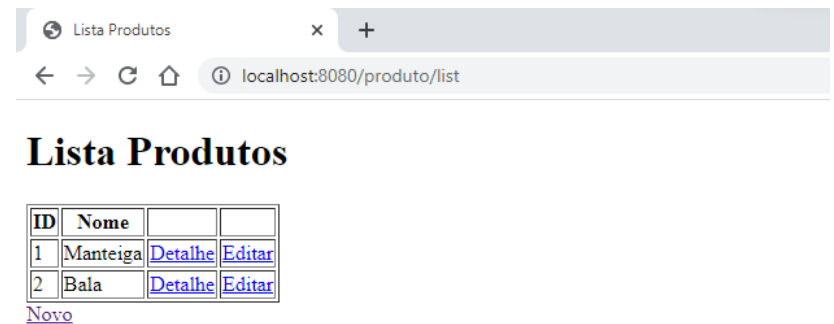 Lista Produtos
localhost:8080/produto/list
Lista Produtos
ID Nome
1 Manteiga Detalhe Editar
2 Bala Detalhe Editar
Novo